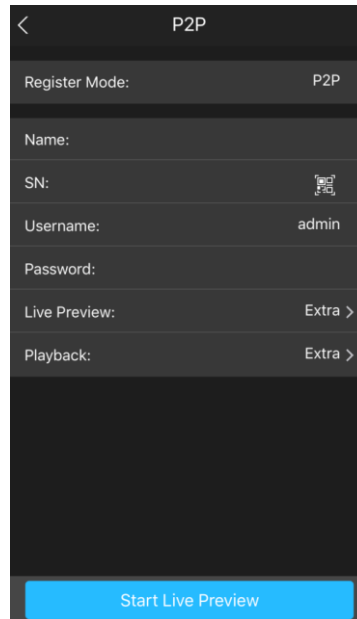 P2P
Register Mode: P2P
Name:
SN:
Username: admin
Password:
Live Preview: Extra
Playback: Extra
Start Live Preview